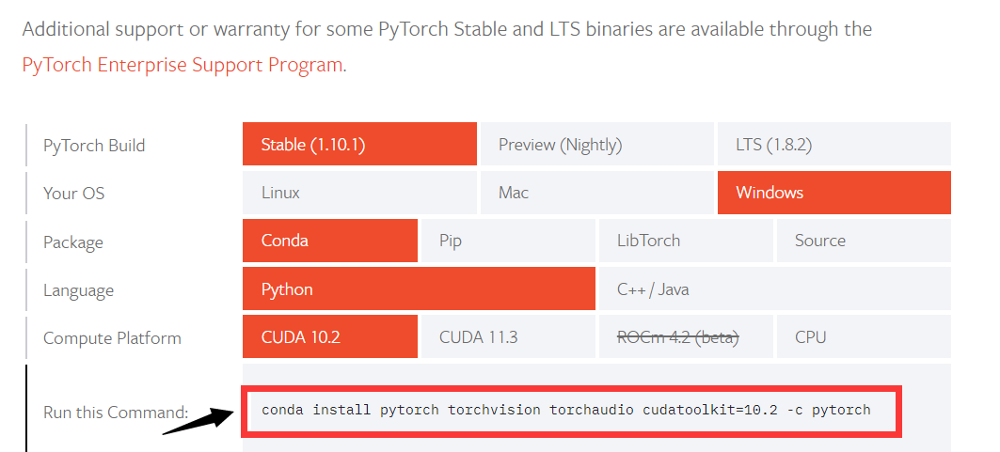 Additional support or warranty for some PyTorch Stable and LTS binaries are available through the
PyTorch Enterprise Support Program.
PyTorch Build Stable (1.10.1) Preview (Nightly) LTS (1.8.2)
Your OS Linux Mac Windows
Package Conda Pip LibTorch Source
Language Python C++ / Java
Compute Platform CUDA 10.2 CUDA 11.3 ROCm 4.2 (beta) CPU
Run this Command: conda install pytorch torchvision torchaudio cudatoolkit=10.2 -c pytorch